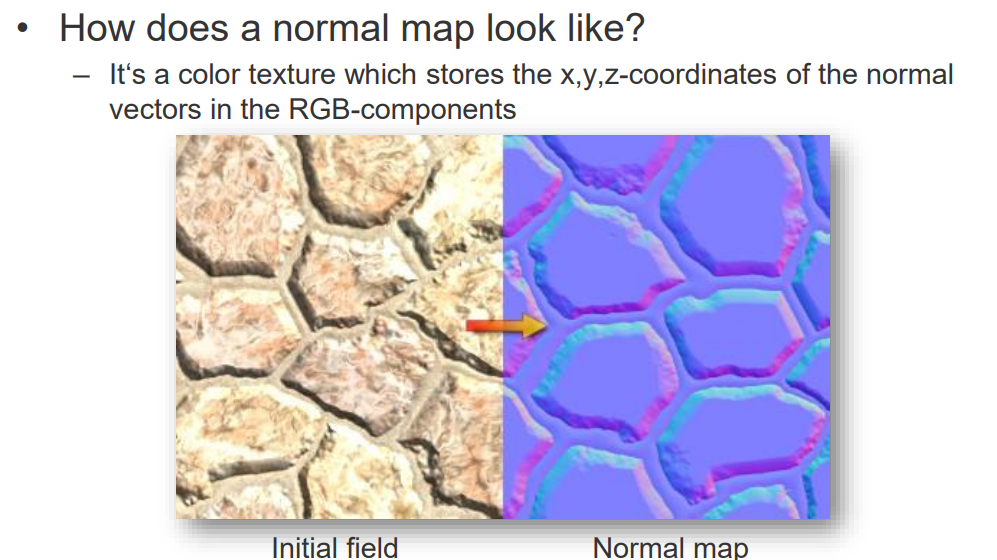 • How does a normal map look like?
– It‘s a color texture which stores the x,y,z-coordinates of the normal
vectors in the RGB-components
Initial field
Normal map